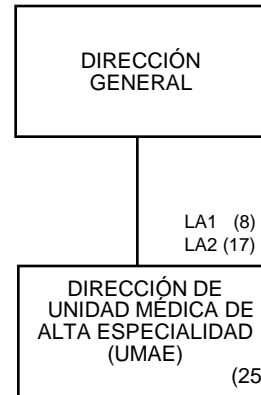 DIRECCIÓN
GENERAL
LA1 (8)
LA2 (17)
DIRECCIÓN DE
UNIDAD MÉDICA DE
ALTA ESPECIALIDAD
(UMAE)
(25